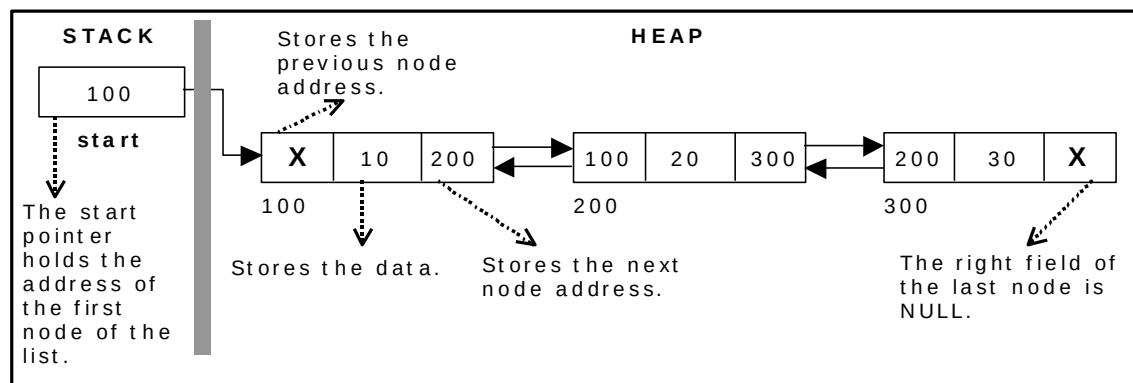 STACK
HEAP
Stores the
previous node
address.
100
start
X 10 200
100 20 300
200 30 X
100
200
300
The start
pointer
holds the
address of
the first
node of the
list.
Stores the data.
Stores the next
node address.
The right field of
the last node is
NULL.